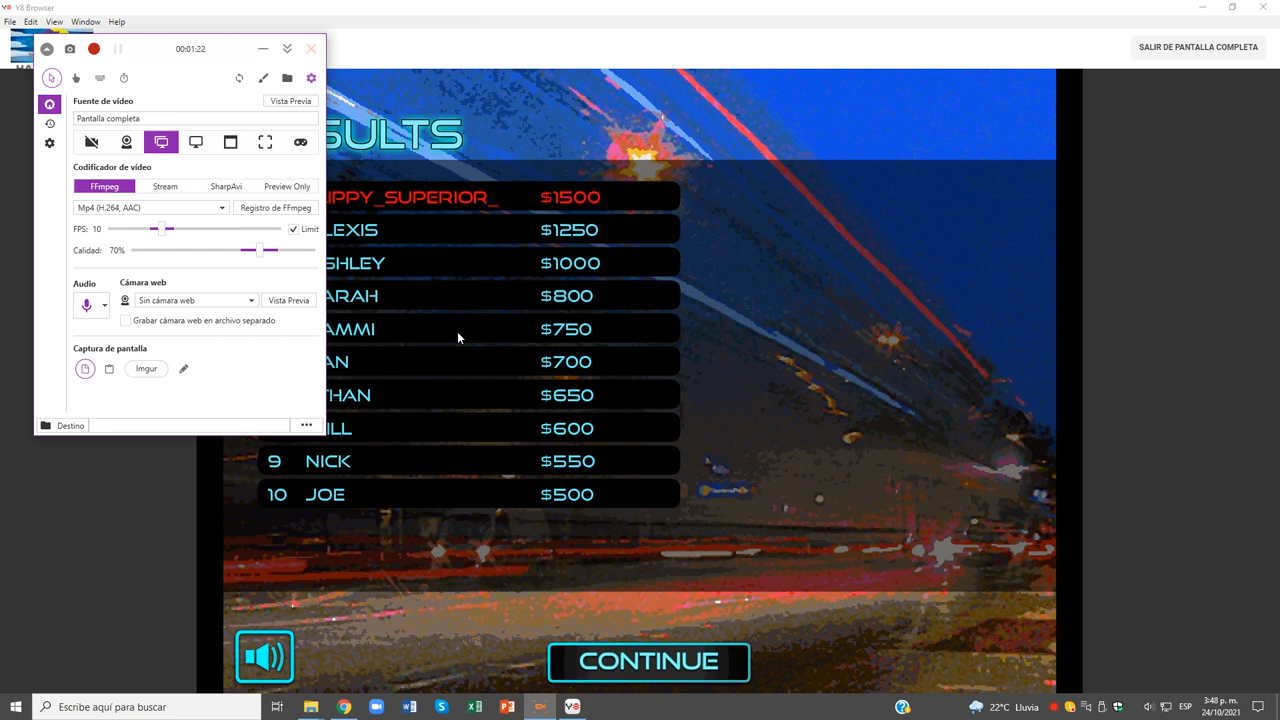 Y8 Browser
File Edit View Window Help
SALIR DE PANTALLA COMPLETA
00:01:22
Fuente de vídeo
Vista Previa
Pantalla completa
Codificador de vídeo
FFmpeg Stream SharpAvi Preview Only
Mp4 (H.264, AAC) Registro de FFmpeg
FPS: 10 Limit
Calidad: 70%
Audio
Cámara web
Sin cámara web Vista Previa
Grabar cámara web en archivo separado
Captura de pantalla
Imgur
Destino
SULTS
IPPY_SUPERIOR_ $1500
LEXIS $1250
SHLEY $1000
ARAH $800
AMMI $750
AN $700
THAN $650
ILL $600
9 NICK $550
10 JOE $500
CONTINUE
Escribe aquí para buscar
22°C Lluvia
ESP
3:48 p. m.
24/10/2021